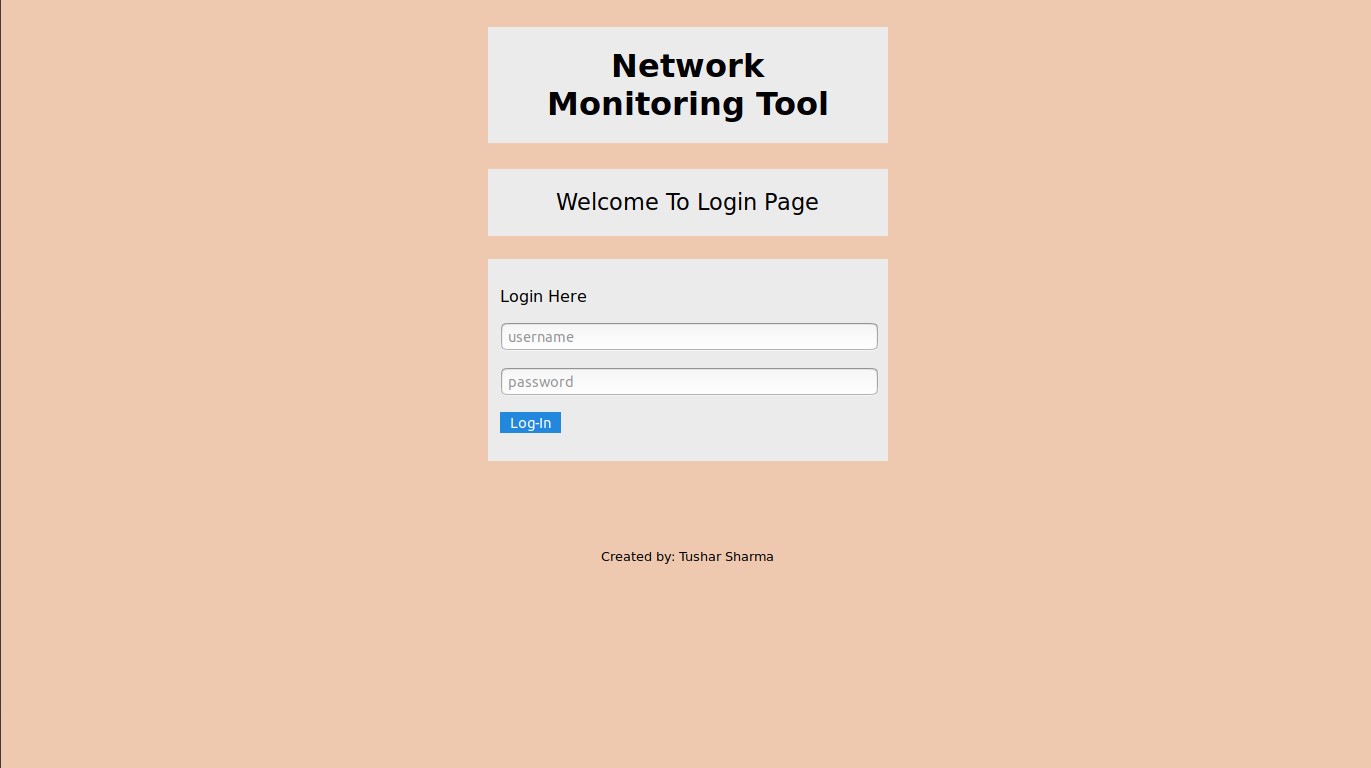 Network
Monitoring Tool
Welcome To Login Page
Login Here
username
password
Log-In
Created by: Tushar Sharma